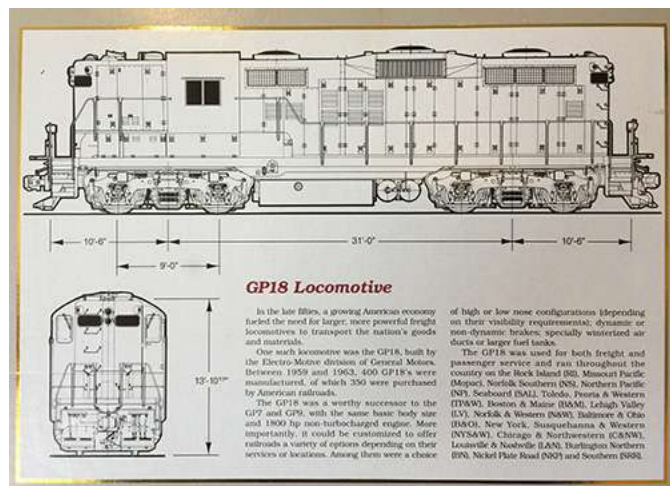 10'-6"
31'-0"
10'-6"
9'-0"
13'-10
GP18 Locomotive
In the late fifties, a growing American economy
fueled the need for larger, more powerful freight
locomotives to transport the nation's goods
and materials.
One such locomotive was the GP18, built by
the Electro-Motive division of General Motors.
Between 1959 and 1963, 400 GP18's were
manufactured, of which 350 were purchased
by American railroads.
The GP18 was a worthy successor to the
GP7 and GP9, with the same basic body size
and 1800 hp non-turbocharged engine. More
importantly, it could be customized to offer
railroads a variety of options depending on their
services or locations. Among them were a choice
of high or low nose configurations (depending
on their visibility requirements); dynamic or
non-dynamic brakes; specially winterized air
ducts or larger fuel tanks.
The GP18 was used for both freight and
passenger service and ran throughout the
country on the Rock Island (RI), Missouri Pacific
(Mopac), Norfolk Southern (NS), Northern Pacific
(NP), Seaboard (SAL), Toledo, Peoria & Western
(TP&W), Boston & Maine (B&M), Lehigh Valley
(LV), Norfolk & Western (N&W), Baltimore & Ohio
(B&O), New York, Susquehanna & Western
(NYS&W), Chicago & Northwestern (C&NW),
Louisville & Nashville (L&N), Burlington Northern
(BN), Nickel Plate Road (NKP) and Southern (SRR).